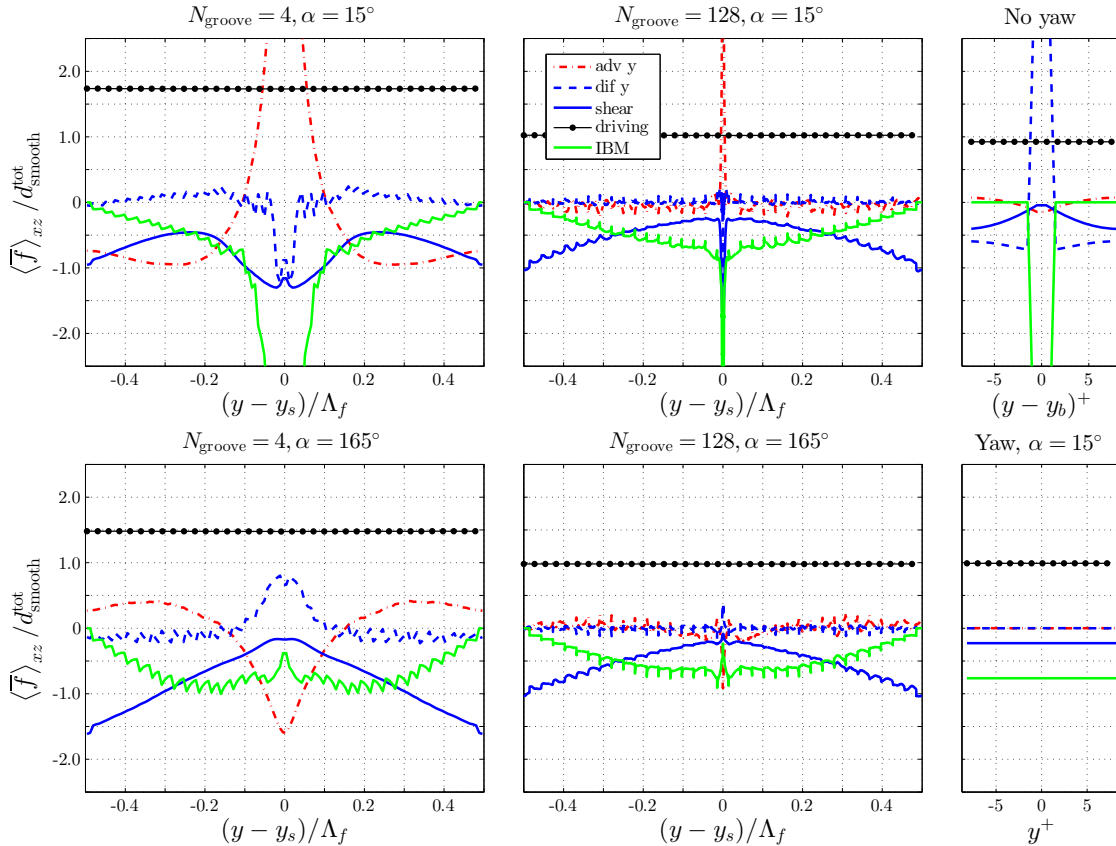 N_groove = 4, α = 15°
N_groove = 128, α = 15°
No yaw
⟨f̅⟩_xz / d^tot_smooth
2.0
1.0
0
-1.0
-2.0
adv y
dif y
shear
driving
IBM
-0.4 -0.2 0 0.2 0.4
-0.4 -0.2 0 0.2 0.4
-5 0 5
(y − y_s)/Λ_f
(y − y_s)/Λ_f
(y − y_b)^+
N_groove = 4, α = 165°
N_groove = 128, α = 165°
Yaw, α = 15°
⟨f̅⟩_xz / d^tot_smooth
2.0
1.0
0
-1.0
-2.0
-0.4 -0.2 0 0.2 0.4
-0.4 -0.2 0 0.2 0.4
-5 0 5
(y − y_s)/Λ_f
(y − y_s)/Λ_f
y^+